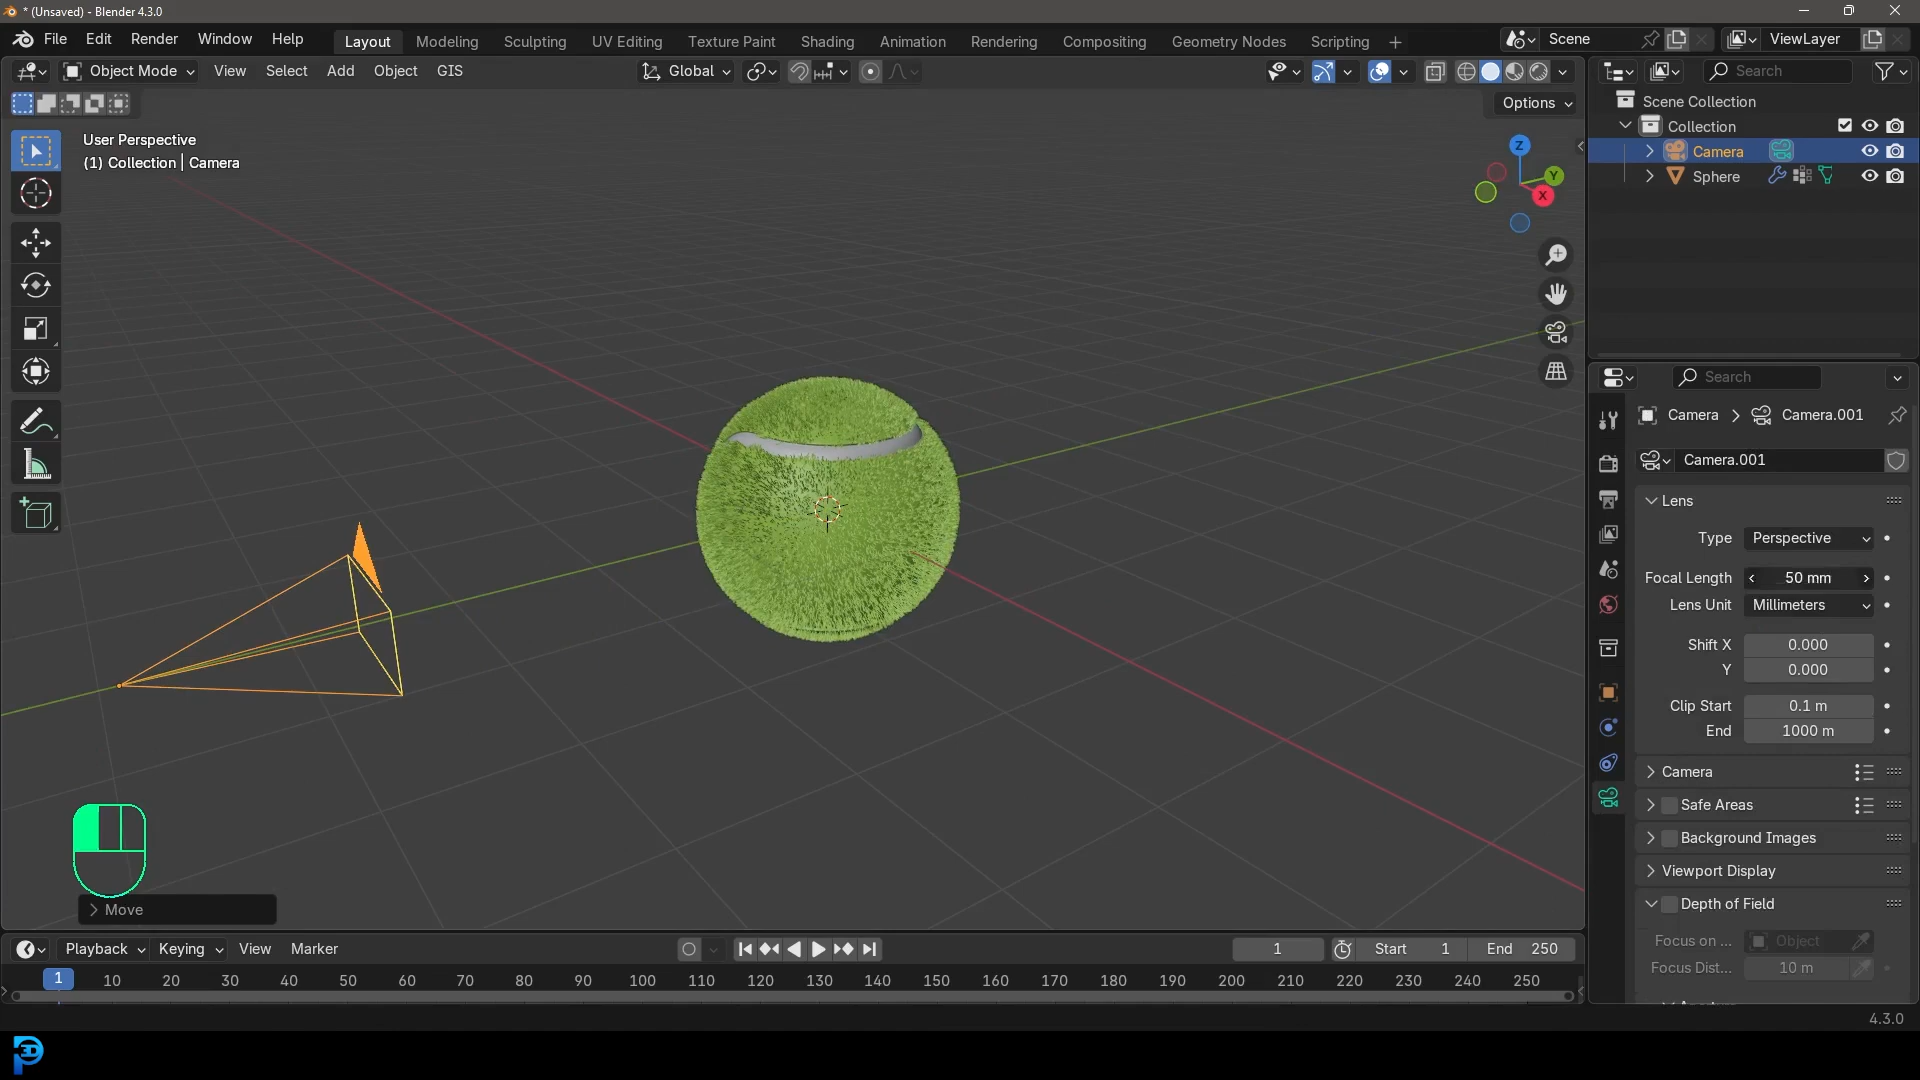 * (Unsaved) - Blender 4.3.0
File Edit Render Window Help Layout Modeling Sculpting UV Editing Texture Paint Shading Animation Rendering Compositing Geometry Nodes Scripting + Scene ViewLayer
Object Mode View Select Add Object GIS Global Search
Options
User Perspective
(1) Collection | Camera
Z
Y
X
Scene Collection
Collection
Camera
Sphere
Search
Camera > Camera.001
Camera.001
Lens
Type Perspective
Focal Length 50 mm
Lens Unit Millimeters
Shift X 0.000
Y 0.000
Clip Start 0.1 m
End 1000 m
Camera
Safe Areas
Background Images
Viewport Display
Depth of Field
Focus on ... Object
Focus Dist... 10 m
Move
Playback Keying View Marker 1 Start 1 End 250
1 10 20 30 40 50 60 70 80 90 100 110 120 130 140 150 160 170 180 190 200 210 220 230 240 250
4.3.0
3D